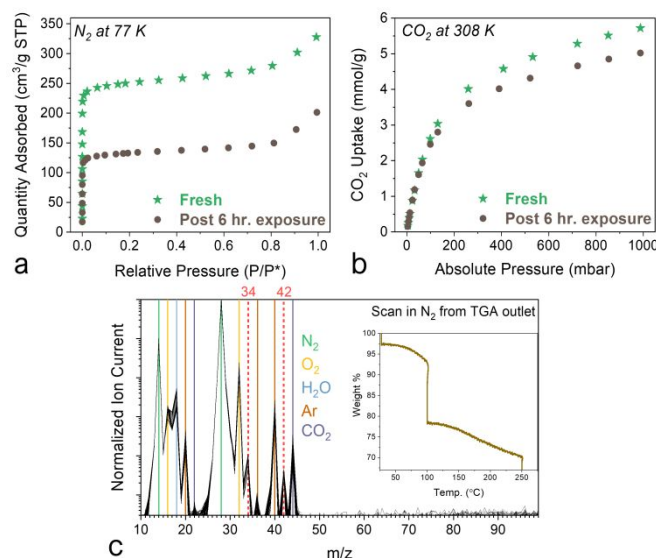 N₂ at 77 K
Quantity Adsorbed (cm³/g STP)
350
300
250
200
150
100
50
0
Fresh
Post 6 hr. exposure
0.0 0.2 0.4 0.6 0.8 1.0
Relative Pressure (P/P*)
a
CO₂ at 308 K
CO₂ Uptake (mmol/g)
6
5
4
3
2
1
0
Fresh
Post 6 hr. exposure
0 200 400 600 800 1000
Absolute Pressure (mbar)
b
34 42
Normalized Ion Current
N₂
O₂
H₂O
Ar
CO₂
10 20 30 40 50 60 70 80 90
m/z
c
Scan in N₂ from TGA outlet
Weight %
100
95
90
85
80
75
70
50 100 150 200 250
Temp. (°C)